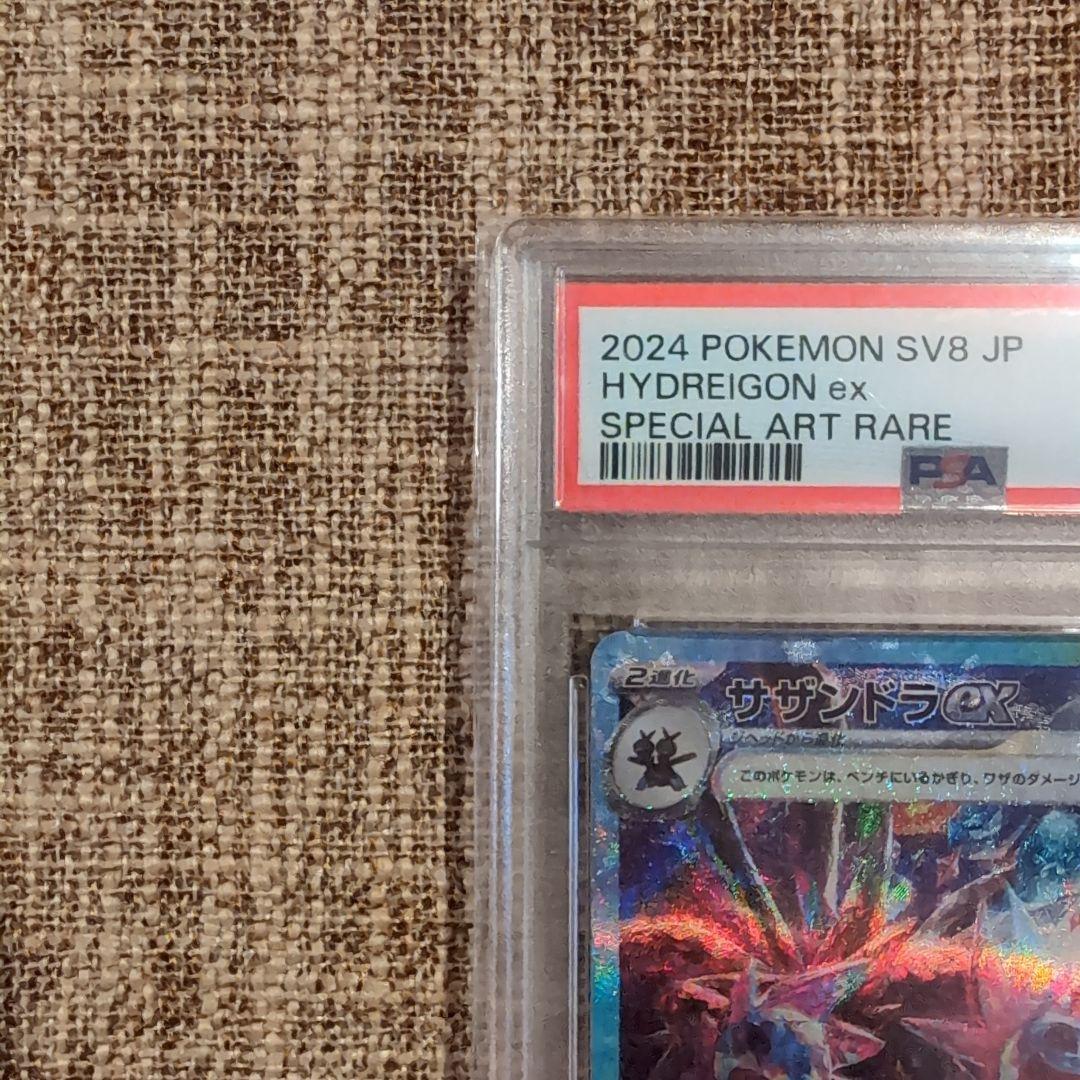 2024 POKEMON SV8 JP
HYDREIGON ex
SPECIAL ART RARE
PSA
2進化
サザンドラex
ジヘッドから進化
このポケモンは、ベンチにいるかぎり、ワザのダメージ